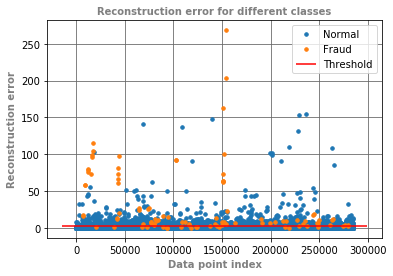 Reconstruction error for different classes
Normal
Fraud
Threshold
Reconstruction error
250
200
150
100
50
0
0
50000
100000
150000
200000
250000
300000
Data point index